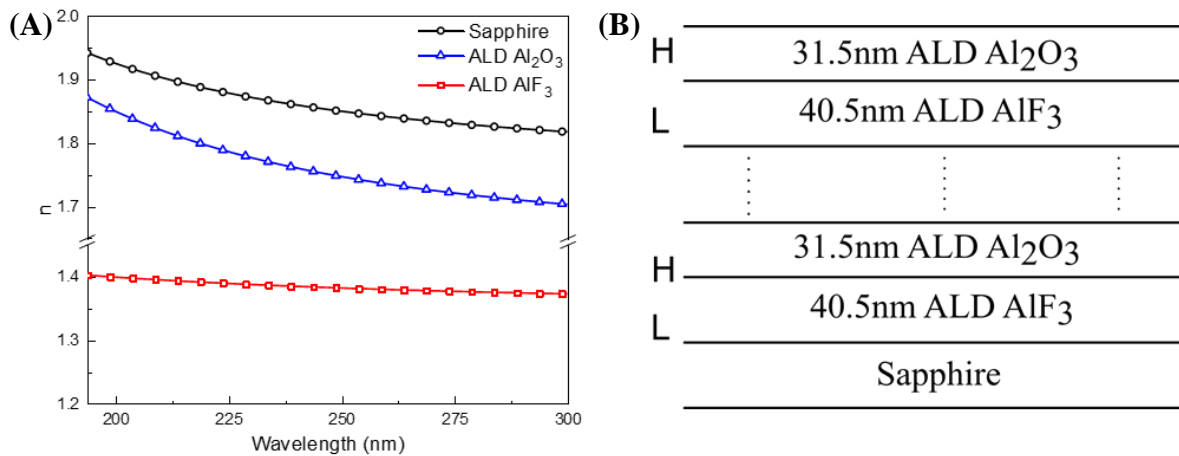 (A)
2.0
1.9
1.8
1.7
1.4
1.3
1.2
n
200
225
250
275
300
Wavelength (nm)
Sapphire
ALD Al₂O₃
ALD AlF₃
(B)
H
31.5nm ALD Al₂O₃
L
40.5nm ALD AlF₃
H
31.5nm ALD Al₂O₃
L
40.5nm ALD AlF₃
Sapphire